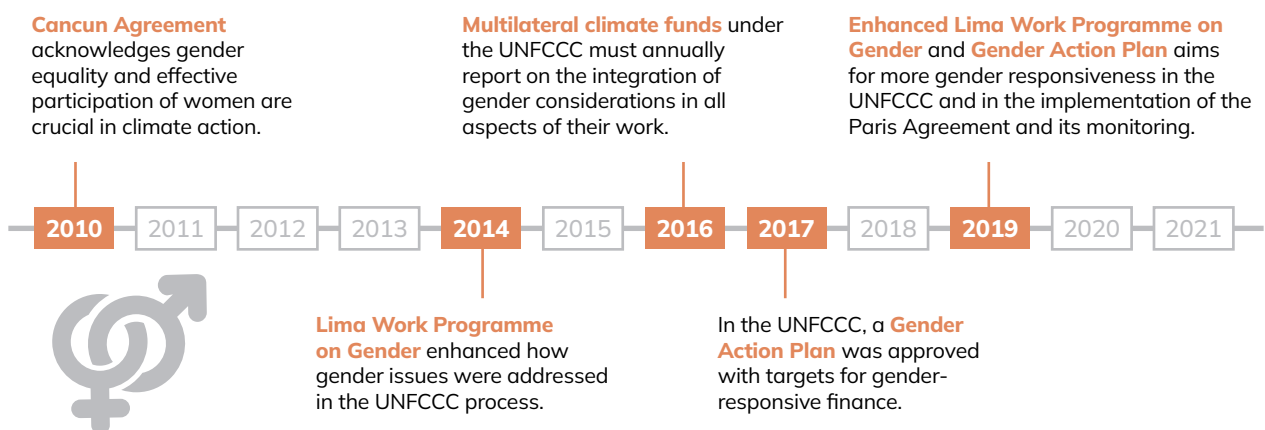 Cancun Agreement
acknowledges gender
equality and effective
participation of women are
crucial in climate action.
Multilateral climate funds under
the UNFCCC must annually
report on the integration of
gender considerations in all
aspects of their work.
Enhanced Lima Work Programme on
Gender and Gender Action Plan aims
for more gender responsiveness in the
UNFCCC and in the implementation of the
Paris Agreement and its monitoring.
2010 2011 2012 2013 2014 2015 2016 2017 2018 2019 2020 2021
Lima Work Programme
on Gender enhanced how
gender issues were addressed
in the UNFCCC process.
In the UNFCCC, a Gender
Action Plan was approved
with targets for gender-
responsive finance.